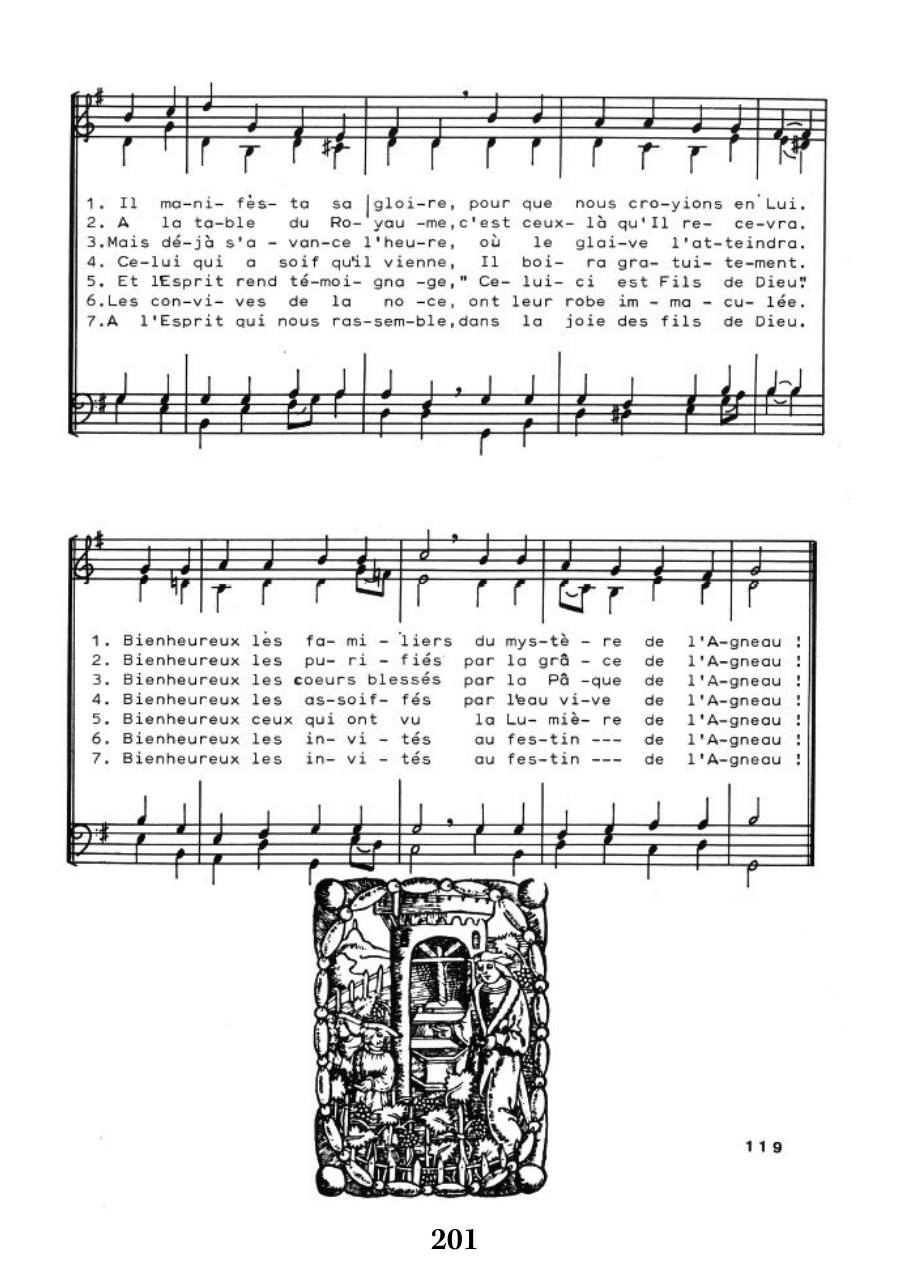 1. Il ma-ni- fès- ta sa gloi-re, pour que nous cro-yions en Lui.
2. A la ta-ble du Ro- yau -me,c'est ceux- là qu'Il re- ce-vra.
3.Mais dé-jà s'a - van-ce l'heu-re, où le glai-ve l'at-teindra.
4. Ce-lui qui a soif qu'il vienne, Il boi- ra gra- tui- te-ment.
5. Et l'Esprit rend té-moi- gna -ge," Ce- lui- ci est Fils de Dieu"
6.Les con-vi- ves de la no -ce, ont leur robe im - ma - cu- lée.
7.A l'Esprit qui nous ras-sem-ble,dans la joie des fils de Dieu.
1. Bienheureux les fa- mi - liers du mys-tè - re de l'A-gneau !
2. Bienheureux les pu- ri - fiés par la grâ - ce de l'A-gneau !
3. Bienheureux les coeurs blessés par la Pâ -que de l'A-gneau !
4. Bienheureux les as-soif- fés par l'eau vi-ve de l'A-gneau !
5. Bienheureux ceux qui ont vu la Lu- miè- re de l'A-gneau !
6. Bienheureux les in- vi - tés au fes-tin --- de l'A-gneau !
7. Bienheureux les in- vi - tés au fes-tin --- de l'A-gneau !
119
201